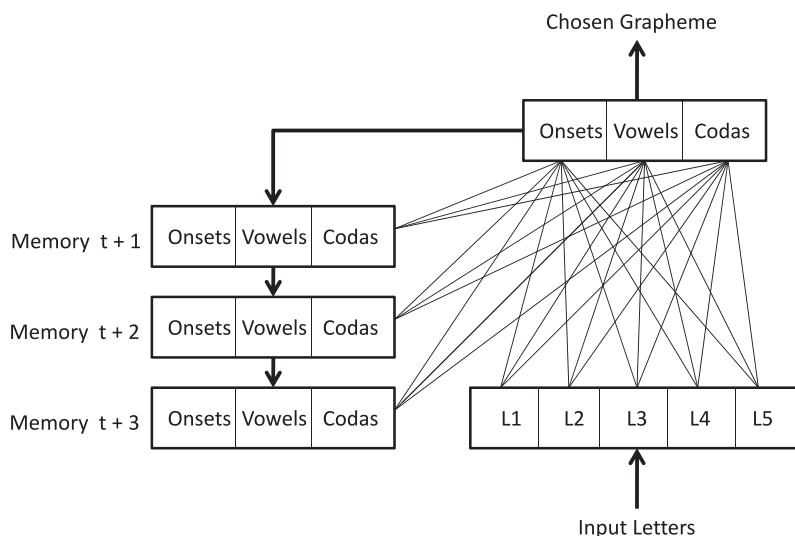 Chosen Grapheme
Onsets Vowels Codas
Memory t + 1 Onsets Vowels Codas
Memory t + 2 Onsets Vowels Codas
Memory t + 3 Onsets Vowels Codas
L1 L2 L3 L4 L5
Input Letters